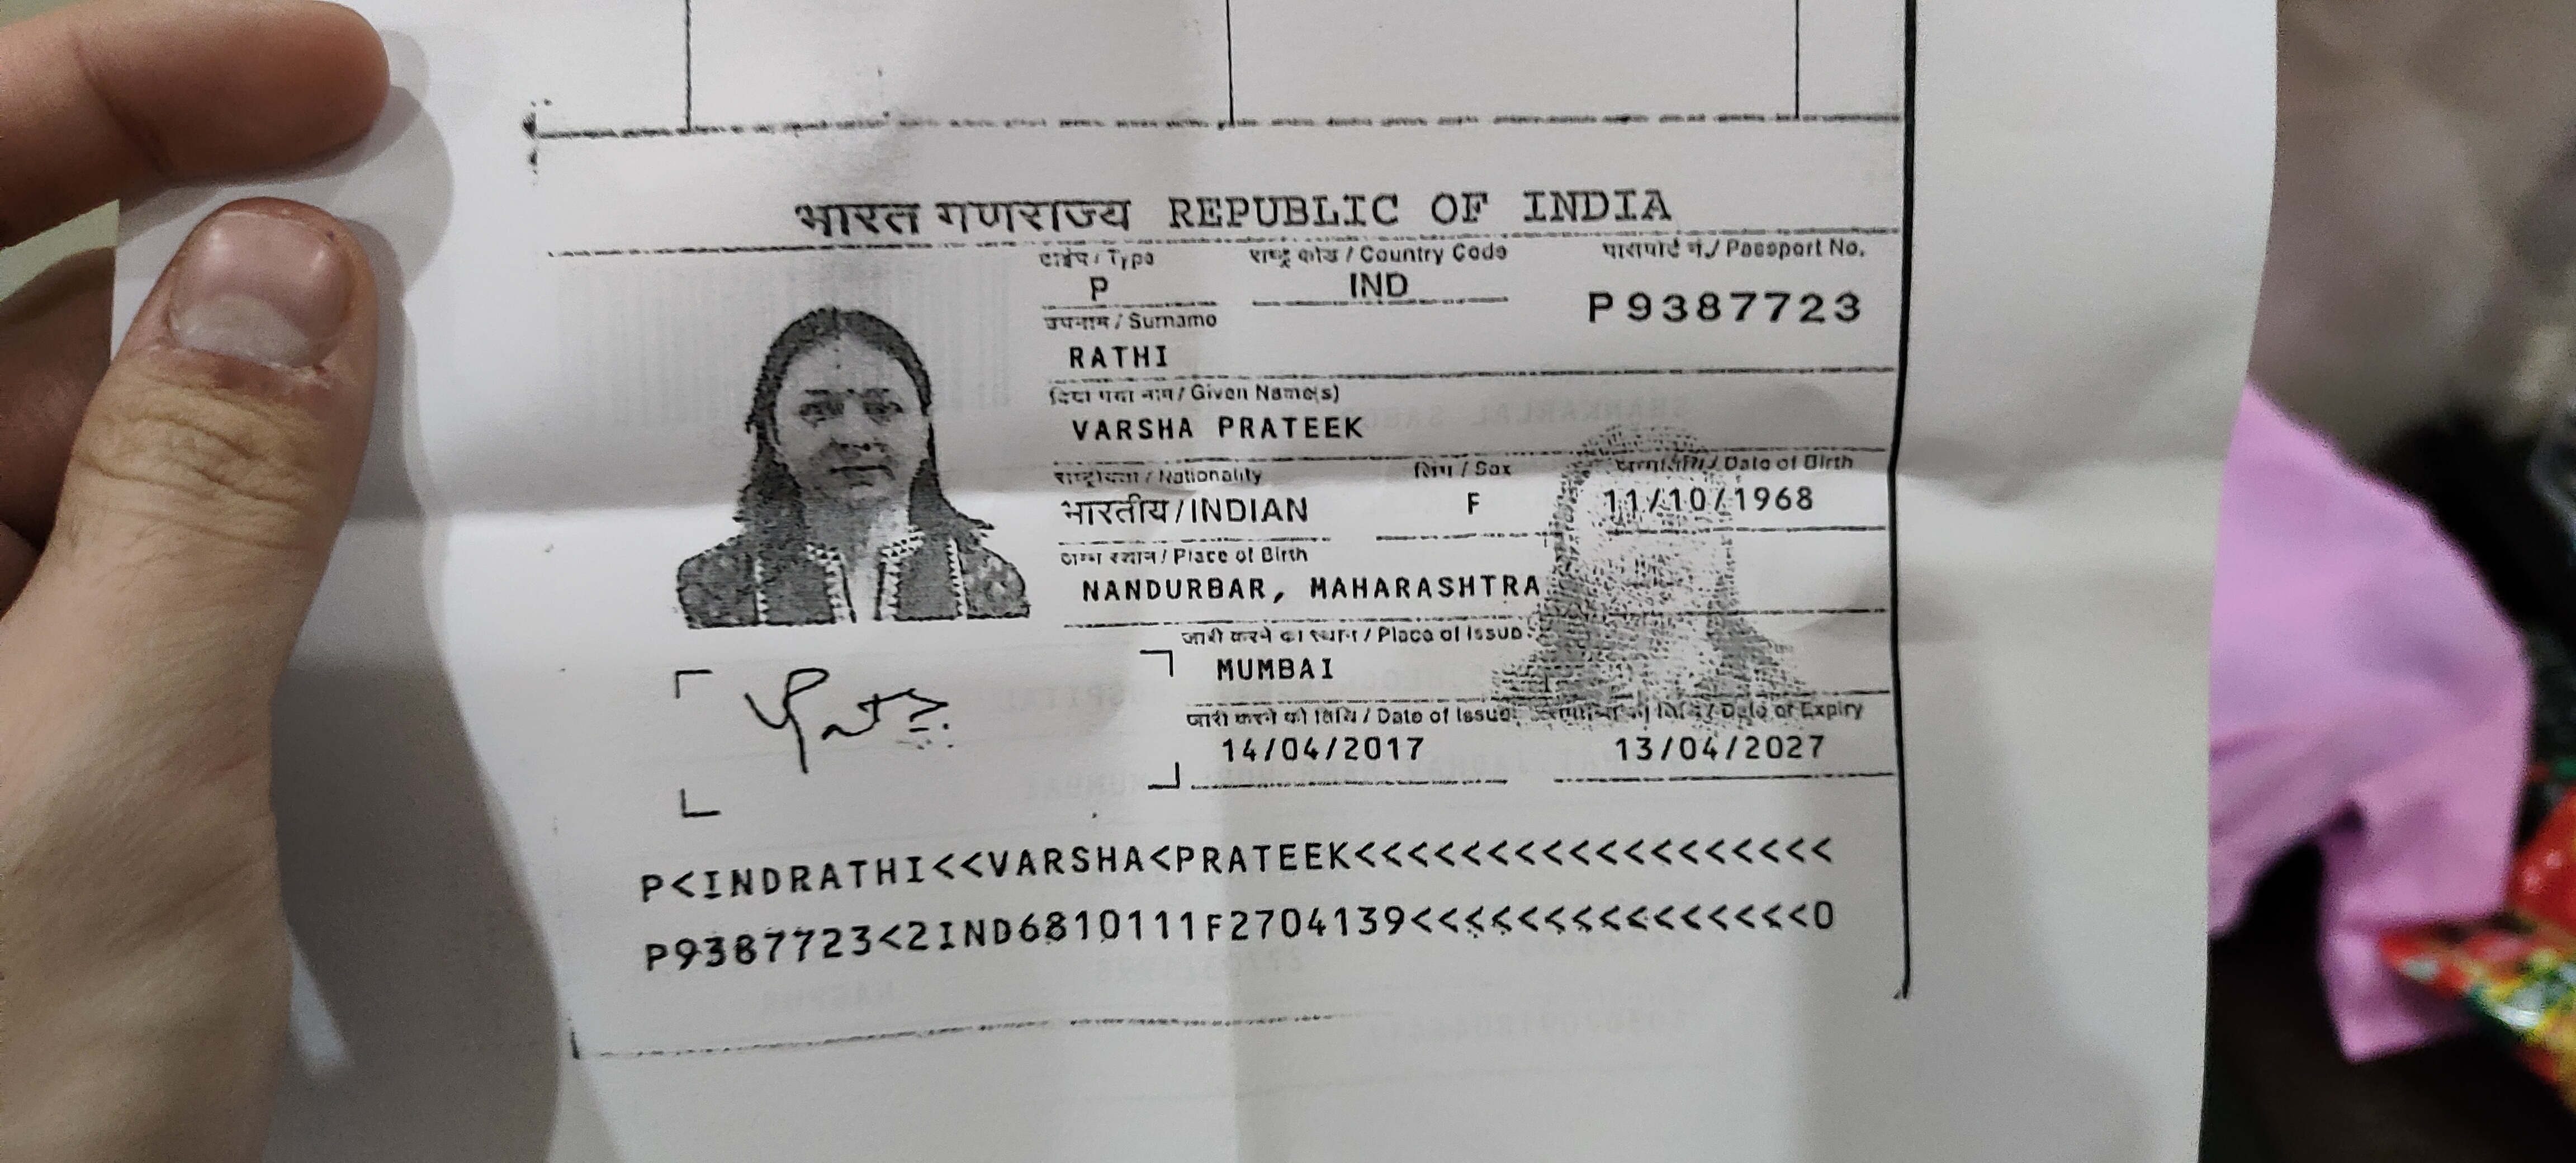 भारत गणराज्य REPUBLIC OF INDIA
टाईप / Type राष्ट्र कोड / Country Code पासपोर्ट नं./ Passport No.
P IND P9387723
उपनाम / Surname
RATHI
दिया गया नाम / Given Name(s)
VARSHA PRATEEK
राष्ट्रीयता / Nationality लिंग / Sex जन्मतिथि / Date of Birth
भारतीय/INDIAN F 11/10/1968
जन्म स्थान / Place of Birth
NANDURBAR, MAHARASHTRA
जारी करने का स्थान / Place of Issue
MUMBAI
जारी करने की तिथि / Date of Issue Date of Expiry
14/04/2017 13/04/2027
P<INDRATHI<<VARSHA<PRATEEK<<<<<<<<<<<<<<<<<<
P9387723<2IND6810111F2704139<<<<<<<<<<<<<<<0